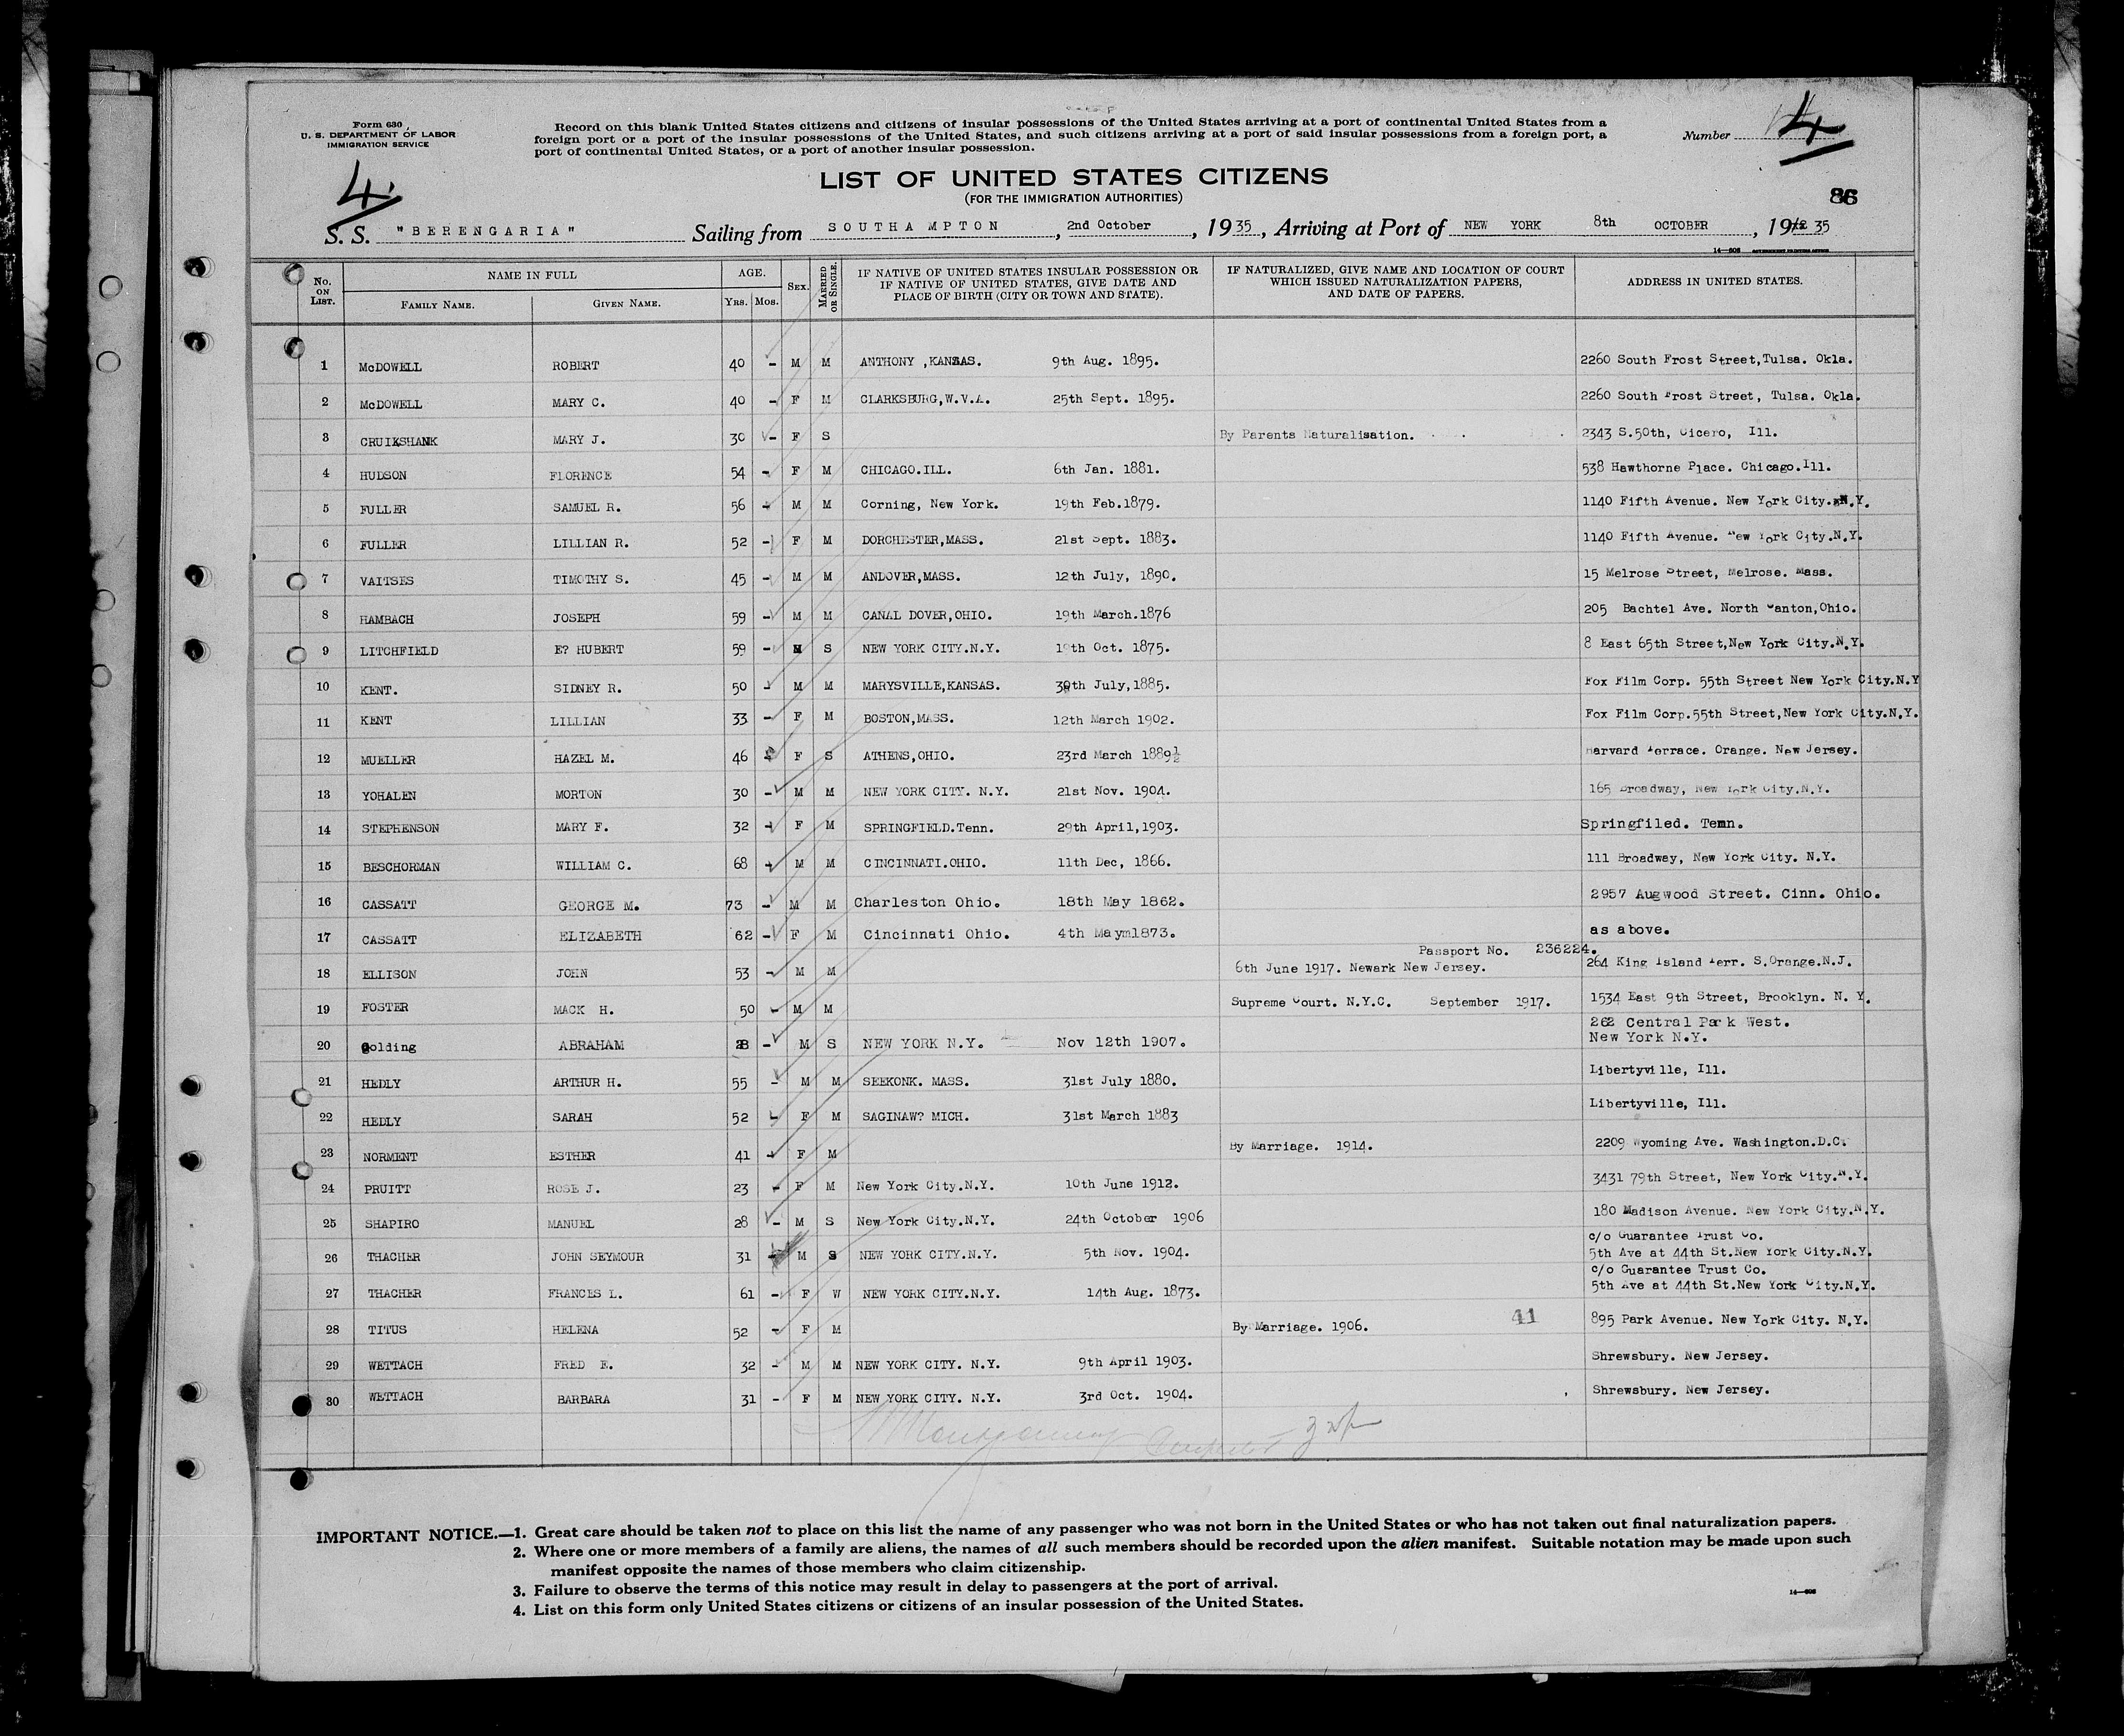 Form 630
U. S. DEPARTMENT OF LABOR
IMMIGRATION SERVICE
Record on this blank United States citizens and citizens of insular possessions of the United States arriving at a port of continental United States from a
foreign port or a port of the insular possessions of the United States, and such citizens arriving at a port of said insular possessions from a foreign port, a
port of continental United States, or a port of another insular possession.
Number 4
4.
LIST OF UNITED STATES CITIZENS
(FOR THE IMMIGRATION AUTHORITIES)
86
S. S. "BERENGARIA" Sailing from SOUTHAMPTON, 2nd October, 1935, Arriving at Port of NEW YORK 8th OCTOBER, 19 35
No. ON LIST. NAME IN FULL FAMILY NAME. GIVEN NAME. AGE. Yrs. Mos. SEX. MARRIED OR SINGLE. IF NATIVE OF UNITED STATES INSULAR POSSESSION OR IF NATIVE OF UNITED STATES, GIVE DATE AND PLACE OF BIRTH (CITY OR TOWN AND STATE). IF NATURALIZED, GIVE NAME AND LOCATION OF COURT WHICH ISSUED NATURALIZATION PAPERS, AND DATE OF PAPERS. ADDRESS IN UNITED STATES.
1 McDOWELL ROBERT 40 - M M ANTHONY ,KANSAS. 9th Aug. 1895. 2260 South Frost Street,Tulsa. Okla.
2 McDOWELL MARY C. 40 - F M CLARKSBURG,W.V.A. 25th Sept. 1895. 2260 South Frost Street, Tulsa. Okla.
3 CRUIKSHANK MARY J. 30 - F S By Parents Naturalisation. 2343 S.50th, Cicero, Ill.
4 HUDSON FLORENCE 54 - F M CHICAGO.ILL. 6th Jan. 1881. 538 Hawthorne Place. Chicago.Ill.
5 FULLER SAMUEL R. 56 - M M Corning, New York. 19th Feb.1879. 1140 Fifth Avenue. New York City.N.Y.
6 FULLER LILLIAN R. 52 - F M DORCHESTER,MASS. 21st Sept. 1883. 1140 Fifth Avenue. New York City.N.Y.
7 VAITSES TIMOTHY S. 45 - M M ANDOVER,MASS. 12th July, 1890. 15 Melrose Street, Melrose. Mass.
8 HAMBACH JOSEPH 59 - M M CANAL DOVER,OHIO. 19th March.1876 205 Bachtel Ave. North Canton,Ohio.
9 LITCHFIELD E? HUBERT 59 - M S NEW YORK CITY.N.Y. Oct. 1875. 8 East 65th Street,New York City.N.Y.
10 KENT. SIDNEY R. 50 - M M MARYSVILLE,KANSAS. 30th July,1885. Fox Film Corp. 55th Street New York City.N.Y
11 KENT LILLIAN 33 - F M BOSTON,MASS. 12th March 1902. Fox Film Corp.55th Street,New York City.N.Y.
12 MUELLER HAZEL M. 46 F S ATHENS,OHIO. 23rd March 1889½ Harvard Terrace. Orange. New Jersey.
13 YOHALEN MORTON 30 - M M NEW YORK CITY. N.Y. 21st Nov. 1904. 165 Broadway, New York City.N.Y.
14 STEPHENSON MARY F. 32 - F M SPRINGFIELD.Tenn. 29th April,1903. Springfiled. Tenn.
15 BESCHORMAN WILLIAM C. 68 - M M CINCINNATI.OHIO. 11th Dec, 1866. 111 Broadway, New York City. N.Y.
16 CASSATT GEORGE M. 73 - M M Charleston Ohio. 18th May 1862. 2957 Augwood Street. Cinn. Ohio.
17 CASSATT ELIZABETH 62 - F M Cincinnati Ohio. 4th Maym1873. as above.
Passport No. 236224.
18 ELLISON JOHN 53 - M M 6th June 1917. Newark New Jersey. 264 King Island Terr. S.Orange.N.J.
19 FOSTER MACK H. 50 - M M Supreme Court. N.Y.C. September 1917. 1534 East 9th Street, Brooklyn. N. Y.
262 Central Park West.
20 Golding ABRAHAM 28 - M S NEW YORK N.Y. Nov 12th 1907. New York N.Y.
21 HEDLY ARTHUR H. 55 - M M SEEKONK. MASS. 31st July 1880. Libertyville, Ill.
22 HEDLY SARAH 52 - F M SAGINAW? MICH. 31st March 1883 Libertyville, Ill.
23 NORMENT ESTHER 41 - F M By Marriage. 1914. 2209 Wyoming Ave. Washington.D.C.
24 PRUITT ROSE J. 23 - F M New York City.N.Y. 10th June 1912. 3431 79th Street, New York City.N.Y.
25 SHAPIRO MANUEL 28 - M S New York City.N.Y. 24th October 1906 180 Madison Avenue. New York City.N.Y.
c/o Guarantee Trust Co.
26 THACHER JOHN SEYMOUR 31 - M S NEW YORK CITY.N.Y. 5th Nov. 1904. 5th Ave at 44th St.New York City.N.Y.
c/o Guarantee Trust Co.
27 THACHER FRANCES L. 61 - F W NEW YORK CITY.N.Y. 14th Aug. 1873. 5th Ave at 44th St.New York City.N.Y.
28 TITUS HELENA 52 - F M By Marriage. 1906. 41 895 Park Avenue. New York City. N.Y.
29 WETTACH FRED E. 32 - M M NEW YORK CITY. N.Y. 9th April 1903. Shrewsbury. New Jersey.
30 WETTACH BARBARA 31 - F M NEW YORK CITY. N.Y. 3rd Oct. 1904. Shrewsbury. New Jersey.
IMPORTANT NOTICE.—1. Great care should be taken not to place on this list the name of any passenger who was not born in the United States or who has not taken out final naturalization papers.
2. Where one or more members of a family are aliens, the names of all such members should be recorded upon the alien manifest. Suitable notation may be made upon such
manifest opposite the names of those members who claim citizenship.
3. Failure to observe the terms of this notice may result in delay to passengers at the port of arrival.
4. List on this form only United States citizens or citizens of an insular possession of the United States.